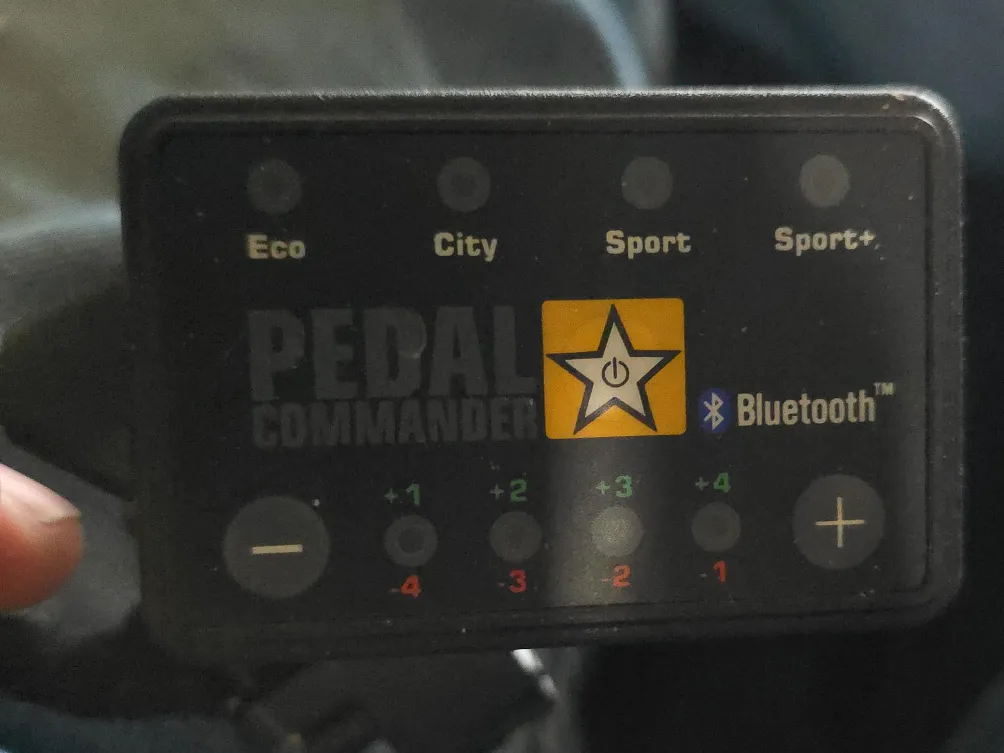 Eco City Sport Sport+
PEDAL
COMMANDER
Bluetooth™
+1 +2 +3 +4
- +
-4 -3 -2 -1